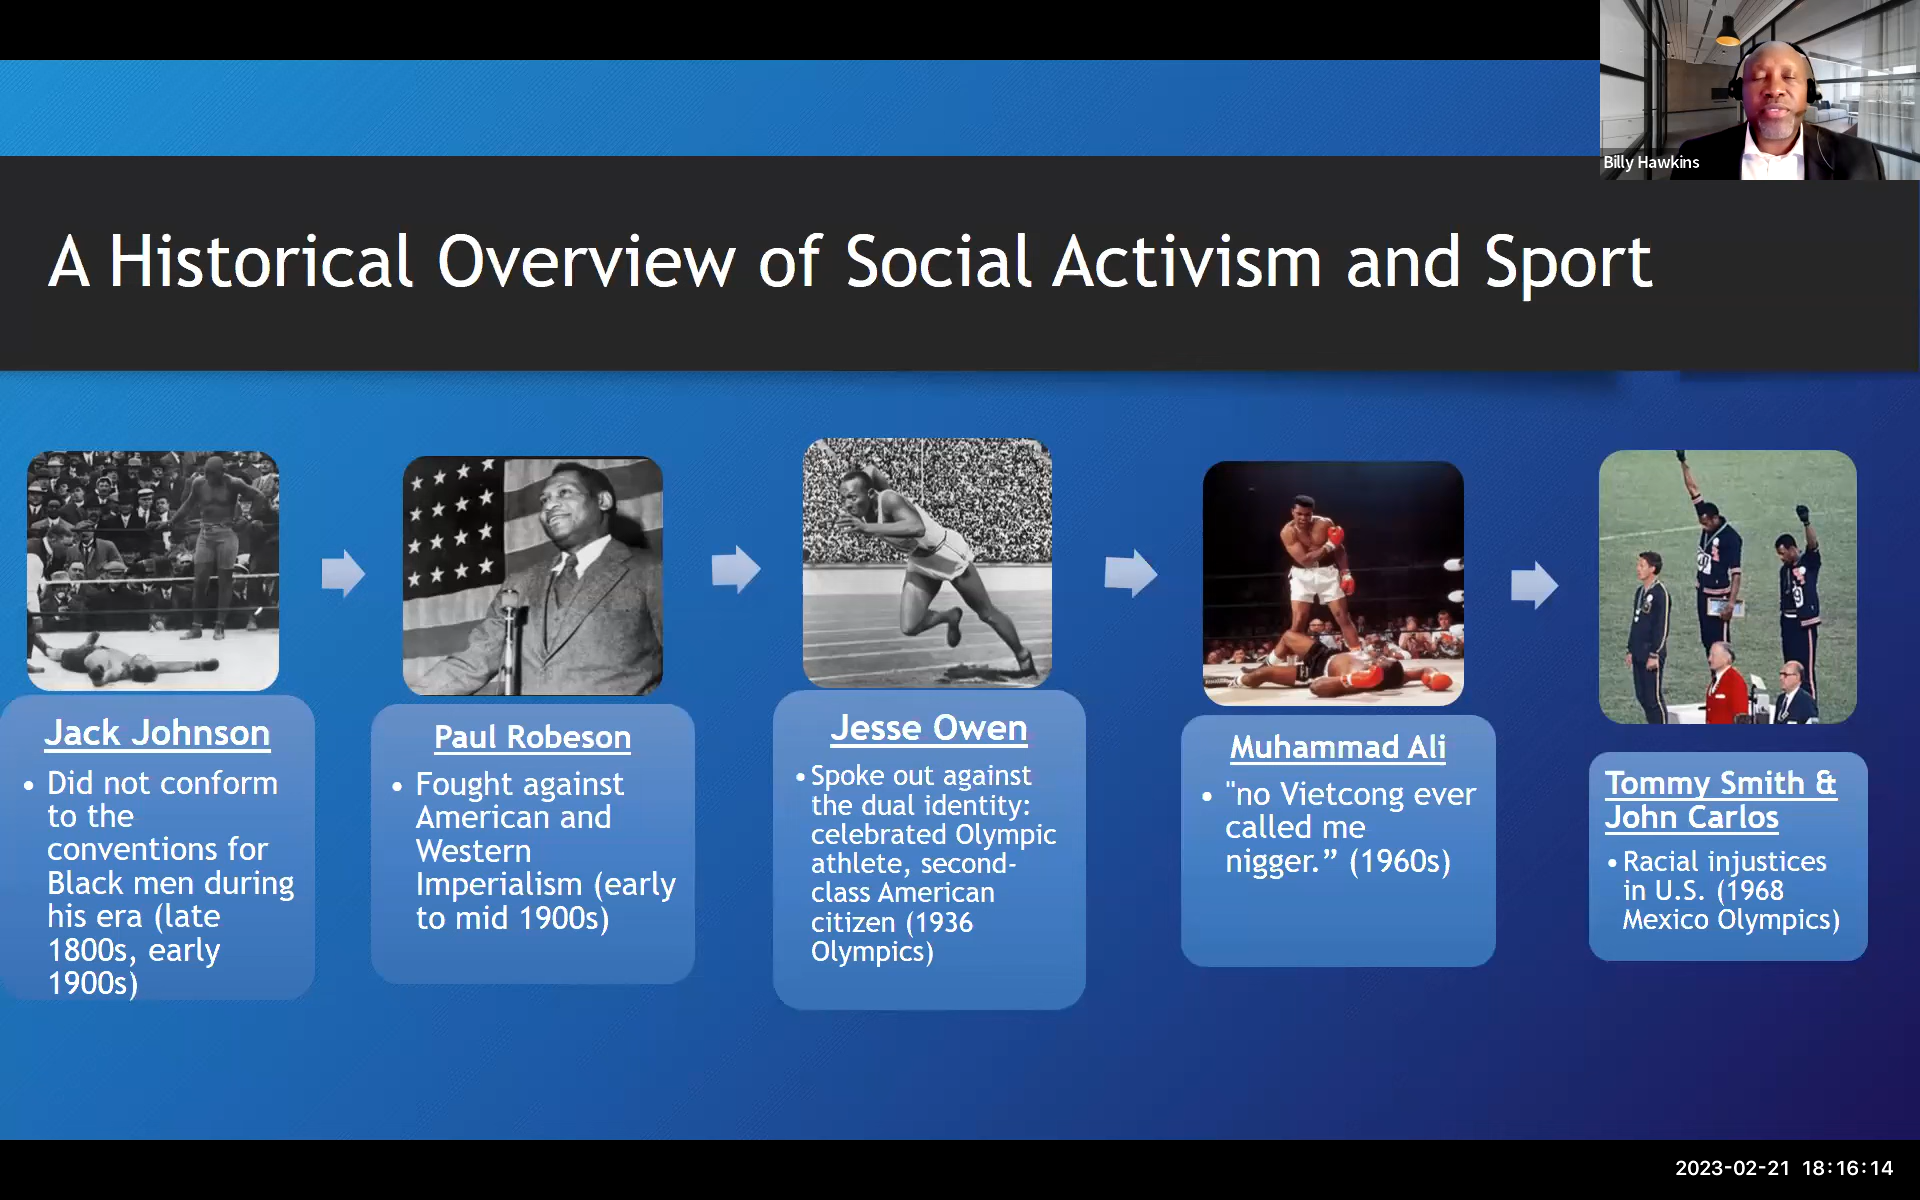 Billy Hawkins
A Historical Overview of Social Activism and Sport
Jack Johnson
• Did not conform
to the
conventions for
Black men during
his era (late
1800s, early
1900s)
Paul Robeson
• Fought against
American and
Western
Imperialism (early
to mid 1900s)
Jesse Owen
• Spoke out against
the dual identity:
celebrated Olympic
athlete, second-
class American
citizen (1936
Olympics)
Muhammad Ali
• "no Vietcong ever
called me
nigger.” (1960s)
Tommy Smith &
John Carlos
• Racial injustices
in U.S. (1968
Mexico Olympics)
2023-02-21 18:16:14